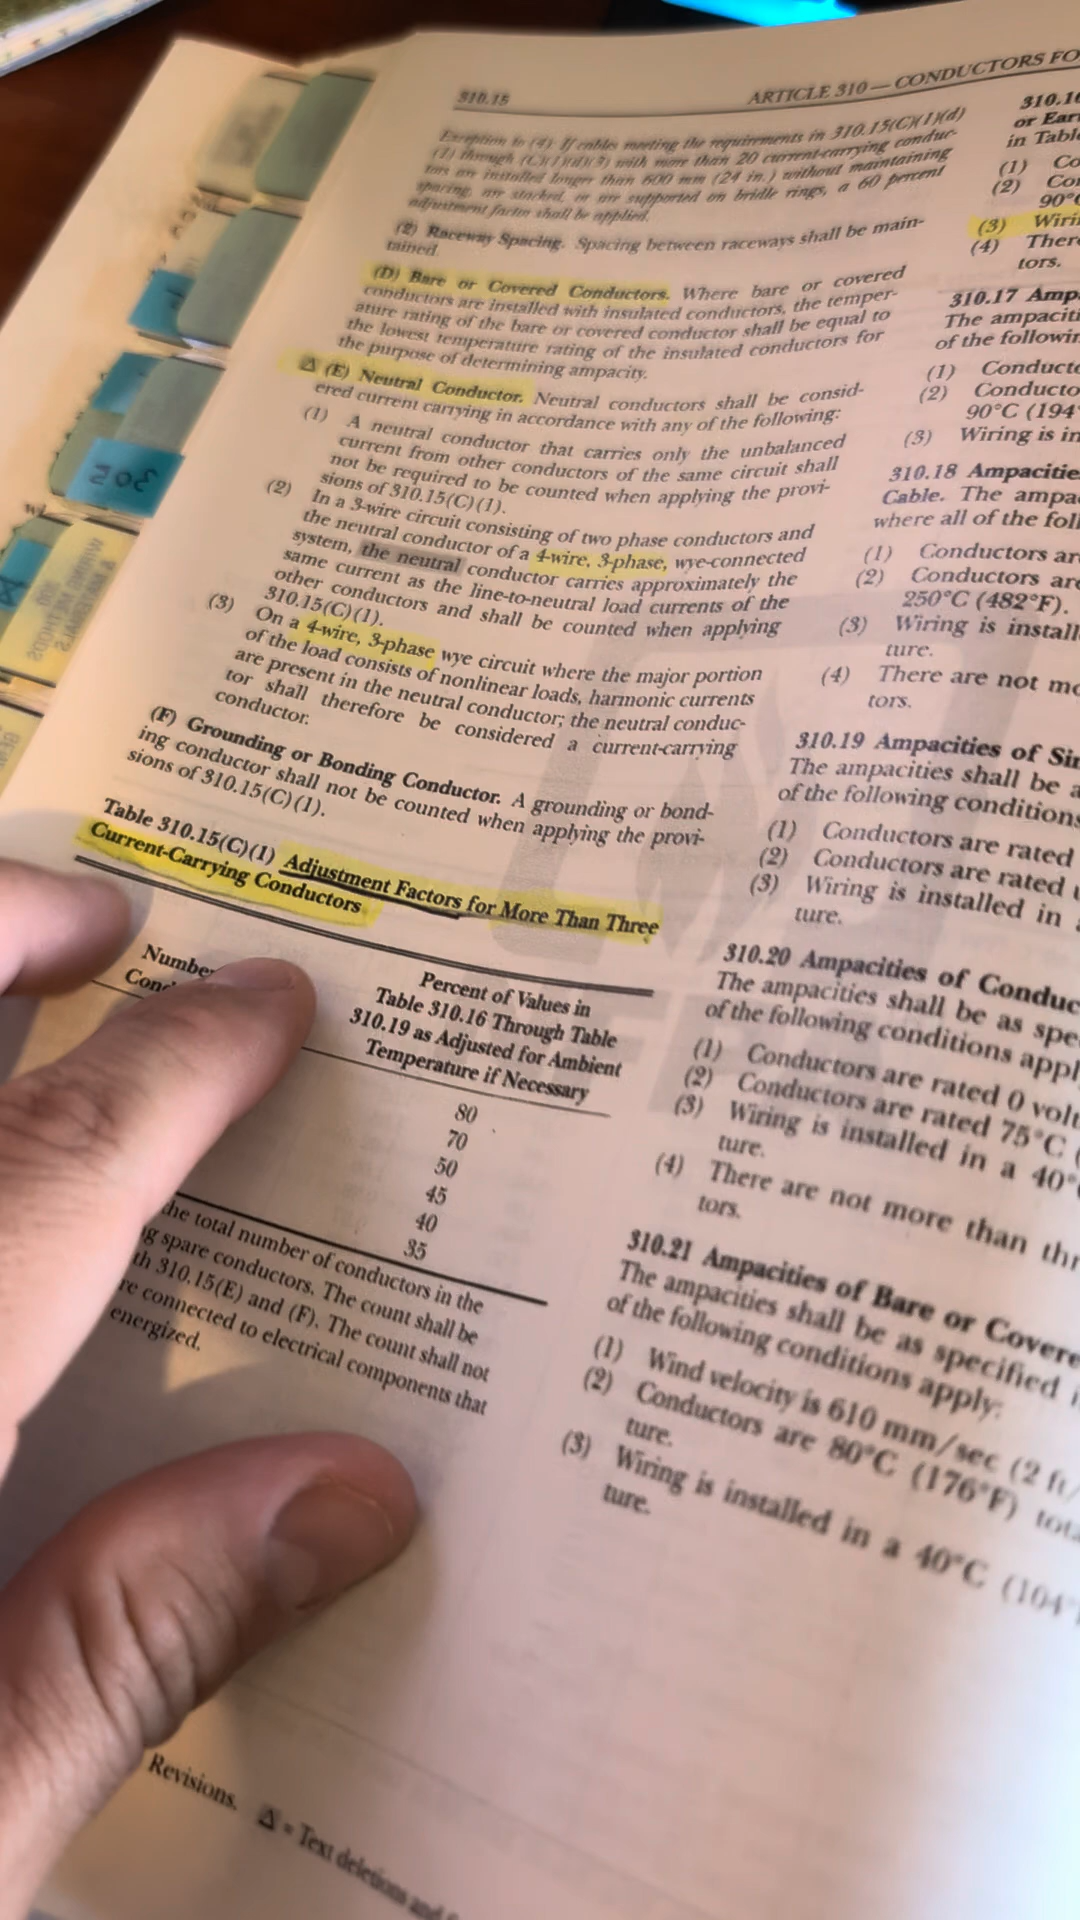 310.15
ARTICLE 310 — CONDUCTORS FO
Exception to (4): If cables meeting the requirements in 310.15(C)(1)(d)
(1) through (C)(1)(d)(3) with more than 20 current-carrying conduc-
tors are installed longer than 600 mm (24 in.) without maintaining
spacing, are stacked, or are supported on bridle rings, a 60 percent
adjustment factor shall be applied.
(2) Raceway Spacing. Spacing between raceways shall be main-
tained.
(D) Bare or Covered Conductors. Where bare or covered
conductors are installed with insulated conductors, the temper-
ature rating of the bare or covered conductor shall be equal to
the lowest temperature rating of the insulated conductors for
the purpose of determining ampacity.
Δ (E) Neutral Conductor. Neutral conductors shall be consid-
ered current carrying in accordance with any of the following:
(1) A neutral conductor that carries only the unbalanced
current from other conductors of the same circuit shall
not be required to be counted when applying the provi-
sions of 310.15(C)(1).
(2) In a 3-wire circuit consisting of two phase conductors and
the neutral conductor of a 4-wire, 3-phase, wye-connected
system, the neutral conductor carries approximately the
same current as the line-to-neutral load currents of the
other conductors and shall be counted when applying
310.15(C)(1).
(3) On a 4-wire, 3-phase wye circuit where the major portion
of the load consists of nonlinear loads, harmonic currents
are present in the neutral conductor; the neutral conduc-
tor shall therefore be considered a current-carrying
conductor.
(F) Grounding or Bonding Conductor. A grounding or bond-
ing conductor shall not be counted when applying the provi-
sions of 310.15(C)(1).
Table 310.15(C)(1) Adjustment Factors for More Than Three
Current-Carrying Conductors
Percent of Values in
Table 310.16 Through Table
310.19 as Adjusted for Ambient
Temperature if Necessary
80
70
50
45
40
35
the total number of conductors in the
g spare conductors. The count shall be
th 310.15(E) and (F). The count shall not
re connected to electrical components that
energized.
Revisions. Δ = Text deletions and
310.16
or Ear
in Table
(1) Co
(2) Con
90°C
(3) Wirin
(4) There
tors.
310.17 Amp
The ampaciti
of the followin
(1) Conducto
(2) Conducto
90°C (194°
(3) Wiring is in
310.18 Ampacitie
Cable. The ampa
where all of the foll
(1) Conductors ar
(2) Conductors are
250°C (482°F).
(3) Wiring is install
ture.
(4) There are not mo
tors.
310.19 Ampacities of Sin
The ampacities shall be a
of the following conditions
(1) Conductors are rated
(2) Conductors are rated
(3) Wiring is installed in
ture.
310.20 Ampacities of Conduc
The ampacities shall be as spe
of the following conditions appl
(1) Conductors are rated 0 volt
(2) Conductors are rated 75°C (
(3) Wiring is installed in a 40°
ture.
(4) There are not more than thr
tors.
310.21 Ampacities of Bare or Covere
The ampacities shall be as specified
of the following conditions apply:
(1) Wind velocity is 610 mm/sec (2 ft/
(2) Conductors are 80°C (176°F) tota
ture.
(3) Wiring is installed in a 40°C (104°
ture.